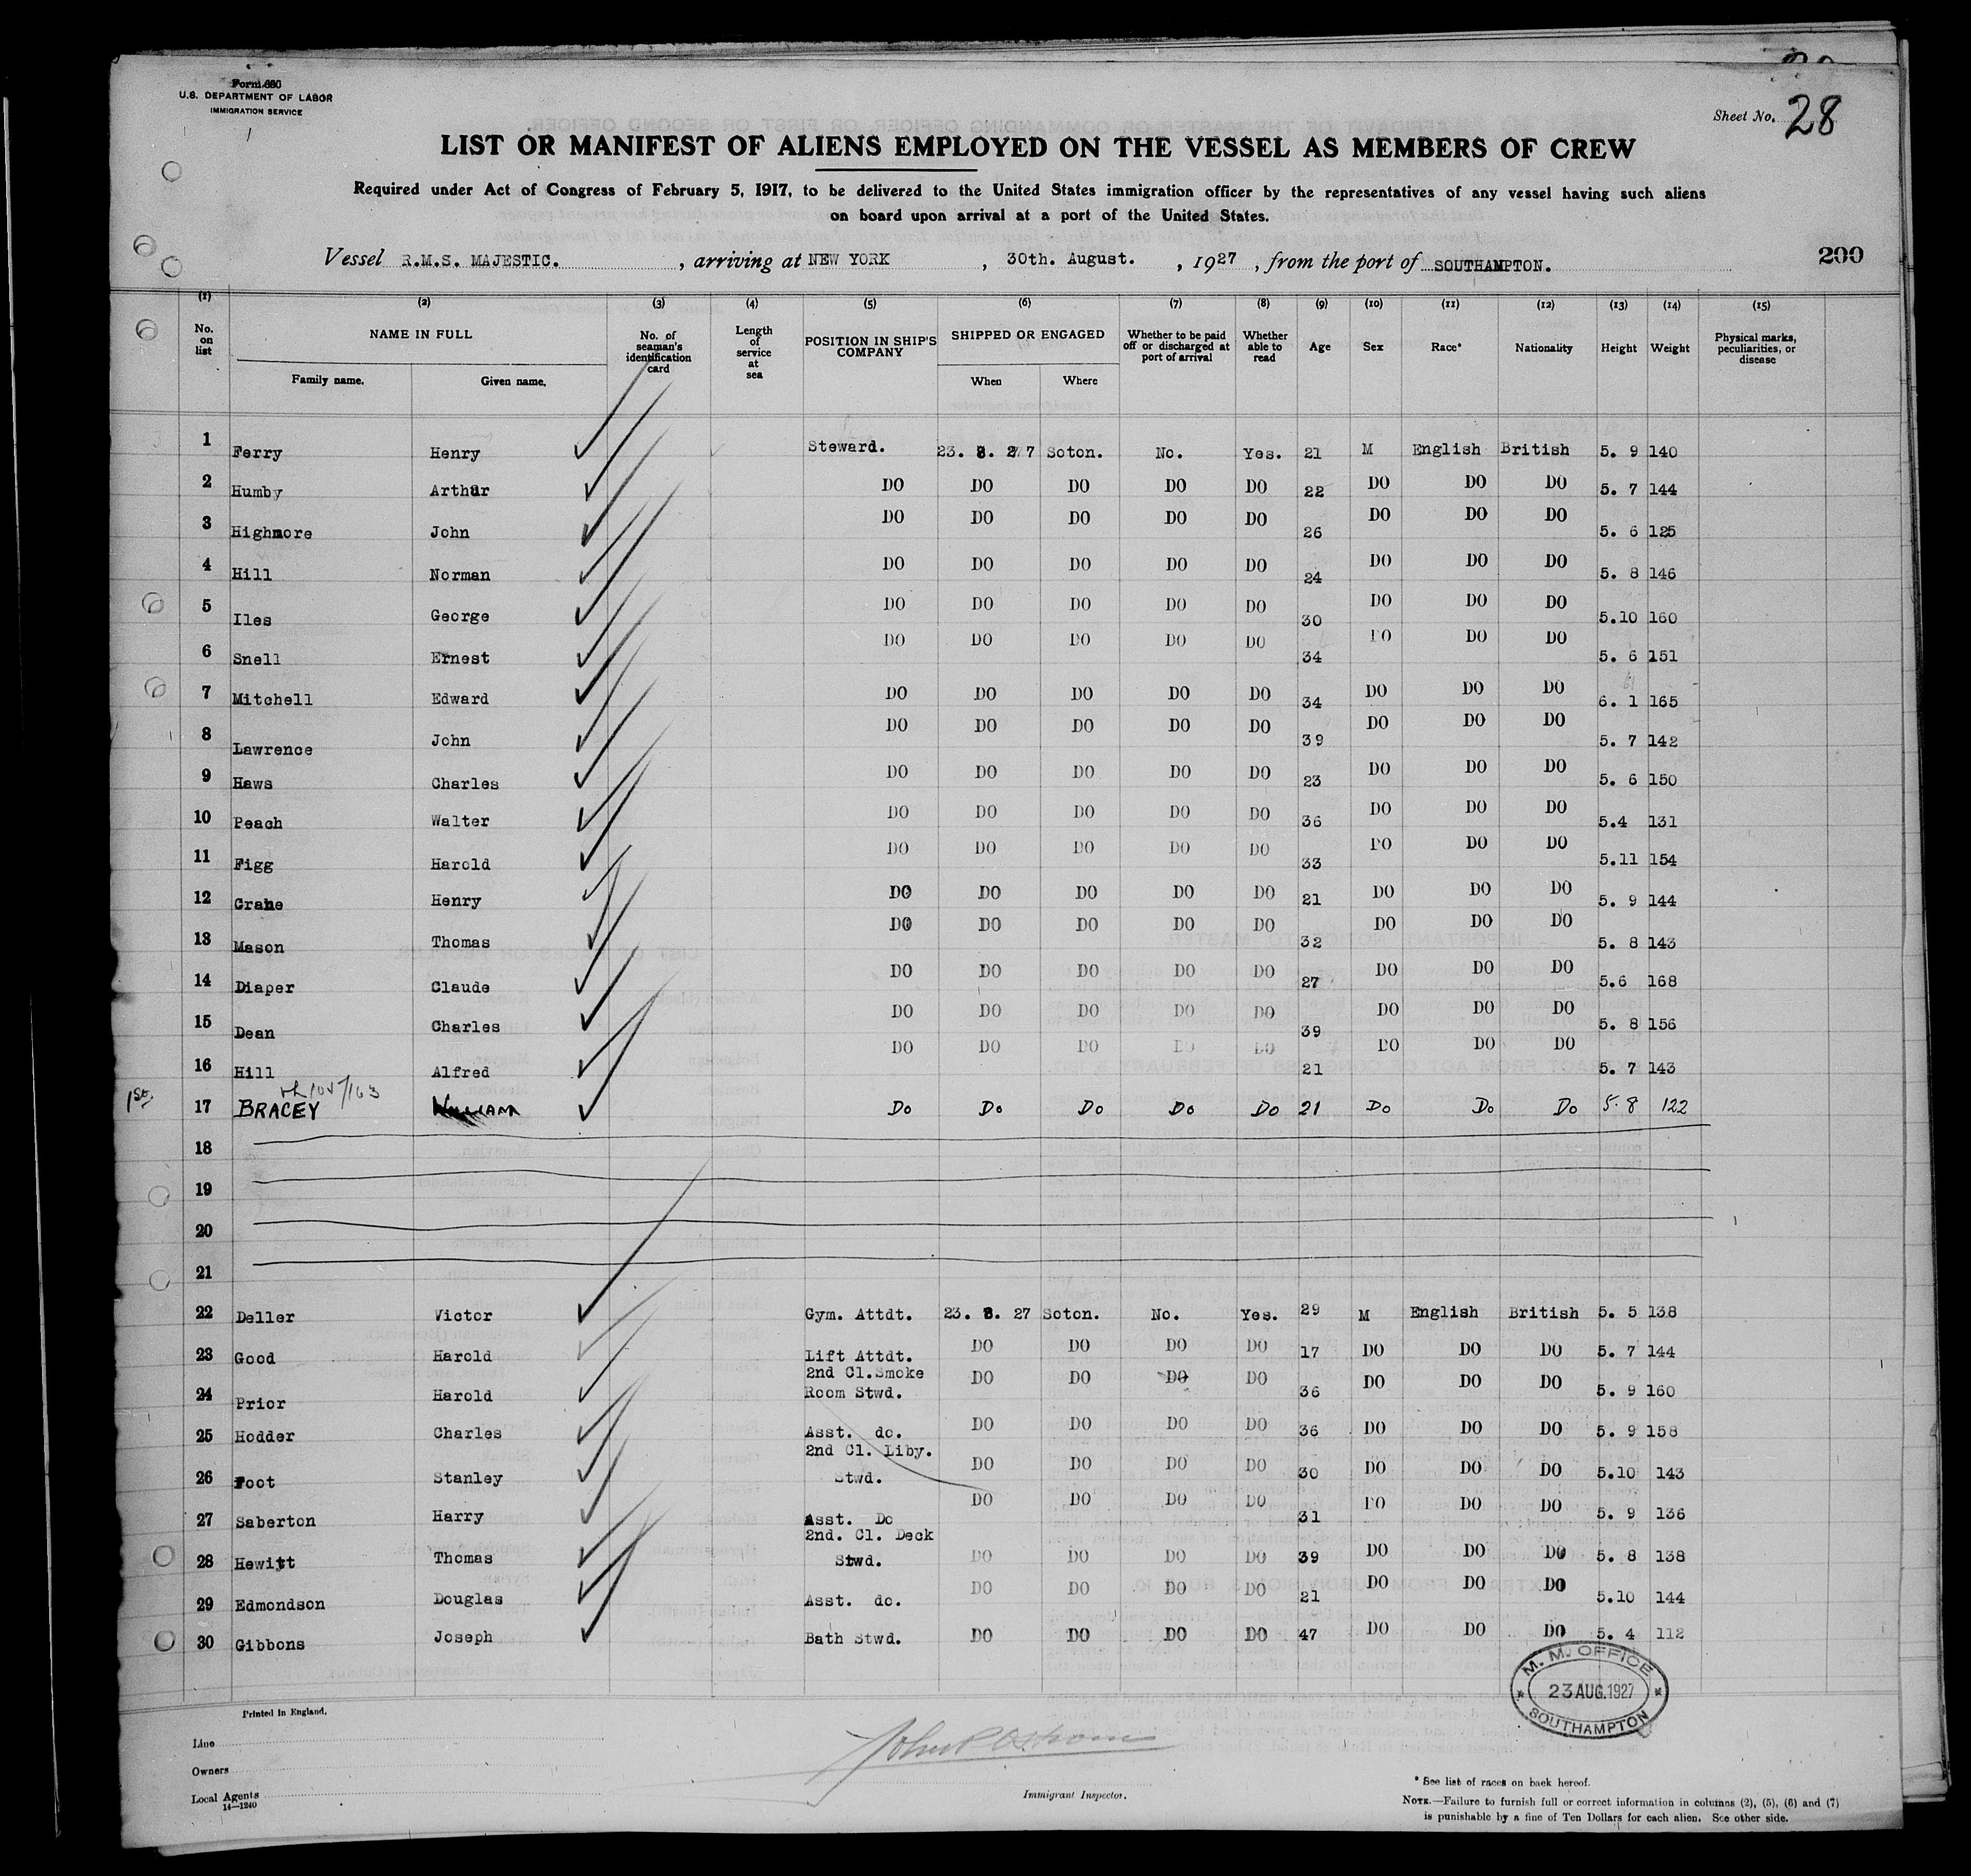 Form 680
U.S. DEPARTMENT OF LABOR
IMMIGRATION SERVICE
Sheet No. 28
LIST OR MANIFEST OF ALIENS EMPLOYED ON THE VESSEL AS MEMBERS OF CREW
Required under Act of Congress of February 5, 1917, to be delivered to the United States immigration officer by the representatives of any vessel having such aliens
on board upon arrival at a port of the United States.
Vessel R.M.S. MAJESTIC. , arriving at NEW YORK , 30th. August. , 1927 , from the port of SOUTHAMPTON.
200
(1) (2) (3) (4) (5) (6) (7) (8) (9) (10) (11) (12) (13) (14) (15)
No. on list NAME IN FULL Family name. Given name. No. of seaman's identification card Length of service at sea POSITION IN SHIP'S COMPANY SHIPPED OR ENGAGED When Where Whether to be paid off or discharged at port of arrival Whether able to read Age Sex Race* Nationality Height Weight Physical marks, peculiarities, or disease
1 Ferry Henry Steward. 23. 8. 27 Soton. No. Yes. 21 M English British 5. 9 140
2 Humby Arthur DO DO DO DO DO 22 DO DO DO 5. 7 144
3 Highmore John DO DO DO DO DO 26 DO DO DO 5. 6 125
4 Hill Norman DO DO DO DO DO 24 DO DO DO 5. 8 146
5 Iles George DO DO DO DO DO 30 DO DO DO 5.10 160
6 Snell Ernest DO DO DO DO DO 34 DO DO DO 5. 6 151
7 Mitchell Edward DO DO DO DO DO 34 DO DO DO 6. 1 165
8 Lawrence John DO DO DO DO DO 39 DO DO DO 5. 7 142
9 Haws Charles DO DO DO DO DO 23 DO DO DO 5. 6 150
10 Peach Walter DO DO DO DO DO 36 DO DO DO 5.4 131
11 Figg Harold DO DO DO DO DO 33 DO DO DO 5.11 154
12 Crane Henry DO DO DO DO DO 21 DO DO DO 5. 9 144
13 Mason Thomas DO DO DO DO DO 32 DO DO DO 5. 8 143
14 Diaper Claude DO DO DO DO DO 27 DO DO DO 5.6 168
15 Dean Charles DO DO DO DO DO 39 DO DO DO 5. 8 156
16 Hill Alfred DO DO DO DO DO 21 DO DO DO 5. 7 143
1st. 17 BRACEY WILLIAM Do Do Do Do Do 21 Do Do Do 5.8 122
18
19
20
21
22 Deller Victor Gym. Attdt. 23. 8. 27 Soton. No. Yes. 29 M English British 5. 5 138
23 Good Harold Lift Attdt. DO DO DO DO 17 DO DO DO 5. 7 144
24 Prior Harold 2nd Cl.Smoke Room Stwd. DO DO DO DO 36 DO DO DO 5. 9 160
25 Hodder Charles Asst. do. DO DO DO DO 36 DO DO DO 5. 9 158
26 Foot Stanley 2nd Cl. Liby. Stwd. DO DO DO DO 30 DO DO DO 5.10 143
27 Saberton Harry Asst. Do DO DO DO DO 31 DO DO DO 5. 9 136
28 Hewitt Thomas 2nd. Cl. Deck Stwd. DO DO DO DO 39 DO DO DO 5. 8 138
29 Edmondson Douglas Asst. do. DO DO DO DO 21 DO DO DO 5.10 144
30 Gibbons Joseph Bath Stwd. DO DO DO DO 47 DO DO DO 5. 4 112
M. M. OFFICE
23 AUG.1927
SOUTHAMPTON
Printed in England.
Line
Owners
Local Agents
14—1240
Immigrant Inspector.
* See list of races on back hereof.
NOTE.—Failure to furnish full or correct information in columns (2), (5), (6) and (7)
is punishable by a fine of Ten Dollars for each alien. See other side.